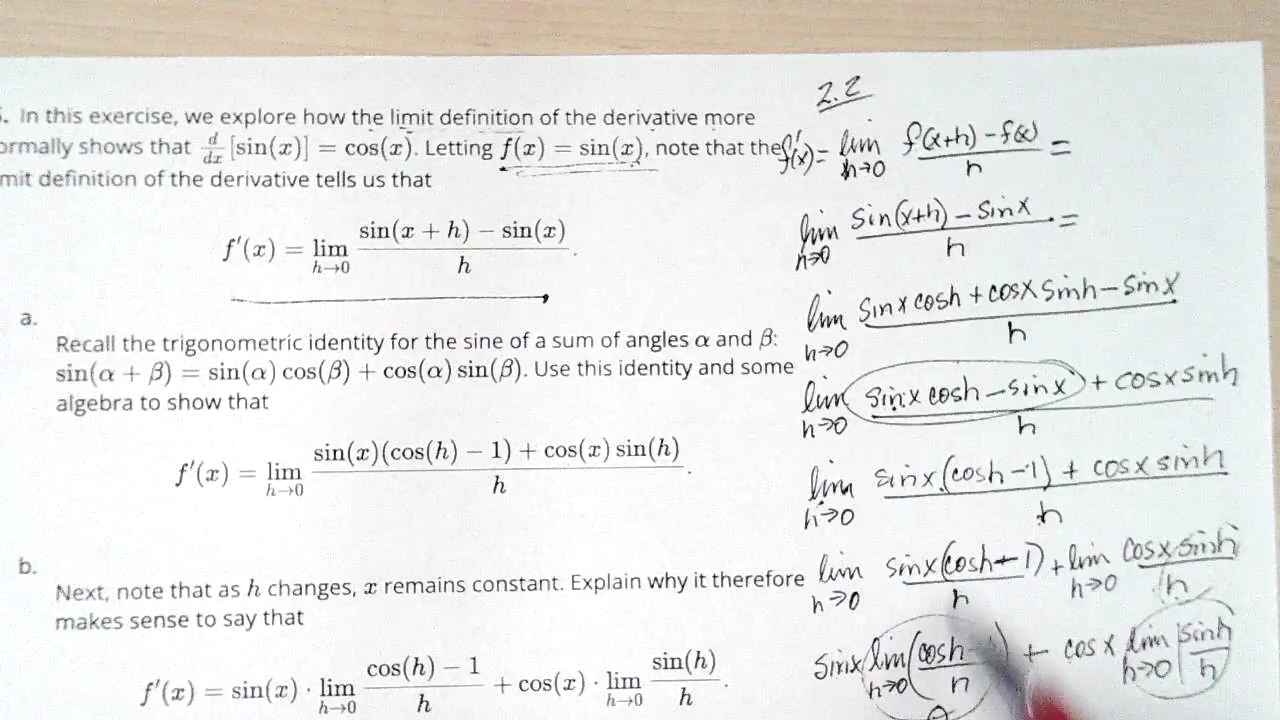 . In this exercise, we explore how the limit definition of the derivative more
ormally shows that d/dx [sin(x)] = cos(x). Letting f(x) = sin(x), note that the
mit definition of the derivative tells us that
f′(x) = lim h→0 (sin(x + h) − sin(x))/h .
a.
Recall the trigonometric identity for the sine of a sum of angles α and β:
sin(α + β) = sin(α) cos(β) + cos(α) sin(β). Use this identity and some
algebra to show that
f′(x) = lim h→0 (sin(x)(cos(h) − 1) + cos(x) sin(h))/h .
b.
Next, note that as h changes, x remains constant. Explain why it therefore
makes sense to say that
f′(x) = sin(x) · lim h→0 (cos(h) − 1)/h + cos(x) · lim h→0 sin(h)/h .
2.2
f′(x) = lim h→0 (f(x+h) − f(x))/h =
lim h→0 (sin(x+h) − sinx)/h =
lim h→0 (sinx cosh + cosx sinh − sinx)/h
lim h→0 (sinx cosh − sinx + cosx sinh)/h
lim h→0 (sinx (cosh − 1) + cosx sinh)/h
lim h→0 sinx(cosh − 1)/h + lim h→0 cosx sinh/h
sinx lim h→0 (cosh − )/h + cosx lim h→0 sinh/h